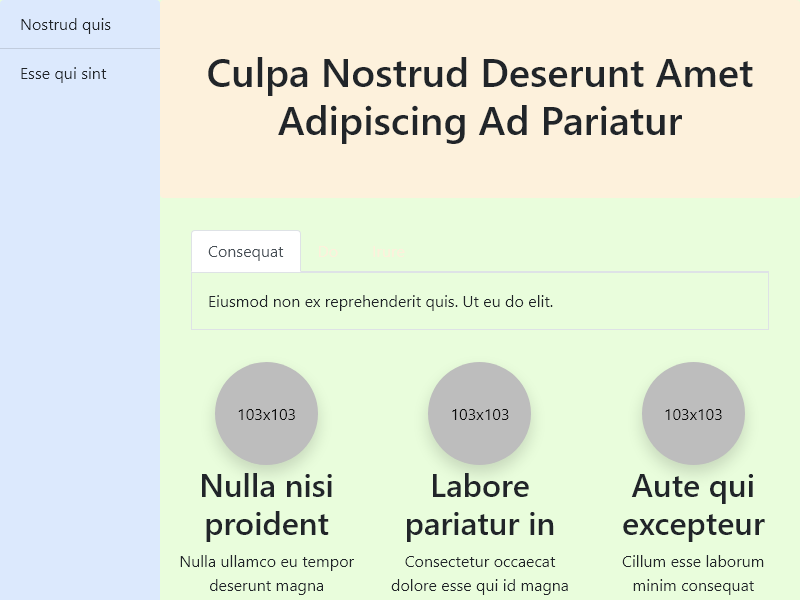 Nostrud quis
Esse qui sint
Culpa Nostrud Deserunt Amet
Adipiscing Ad Pariatur
Consequat
Eiusmod non ex reprehenderit quis. Ut eu do elit.
103x103
103x103
103x103
Nulla nisi
proident
Nulla ullamco eu tempor
deserunt magna
Labore
pariatur in
Consectetur occaecat
dolore esse qui id magna
Aute qui
excepteur
Cillum esse laborum
minim consequat